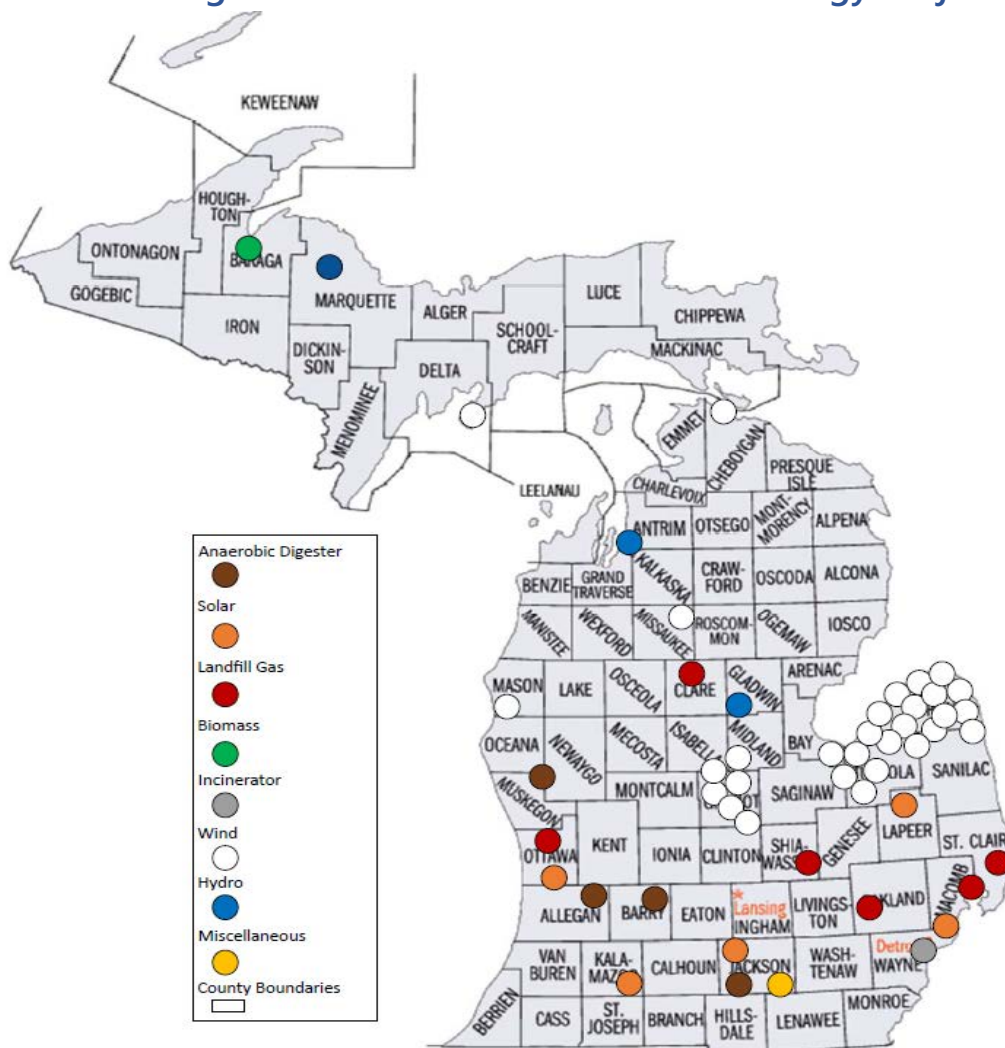 KEWEENAW
HOUGH-
TON
ONTONAGON
BARAGA
GOGEBIC
MARQUETTE
LUCE
ALGER
CHIPPEWA
IRON
SCHOOL-
CRAFT
DICKIN-
SON
MACKINAC
DELTA
MENOMINEE
EMMET
CHEBOYGAN
PRESQUE
ISLE
LEELANAU
CHARLEVOIX
ANTRIM
OTSEGO
MONT-
MORENCY
ALPENA
BENZIE
GRAND
TRAVERSE
KALKASKA
CRAW-
FORD
OSCODA
ALCONA
MANISTEE
WEXFORD
MISSAUKEE
ROSCOM-
MON
OGEMAW
IOSCO
MASON
LAKE
OSCEOLA
CLARE
GLADWIN
ARENAC
OCEANA
NEWAYGO
MECOSTA
ISABELLA
MIDLAND
BAY
MUSKEGON
MONTCALM
SAGINAW
SANILAC
OTTAWA
KENT
IONIA
CLINTON
SHIA-
GENESEE
LAPEER
ST. CLAIR
ALLEGAN
BARRY
EATON
Lansing
INGHAM
LIVINGS-
TON
MACOMB
VAN
BUREN
KALA-
CALHOUN
JACKSON
WASH-
TENAW
WAYNE
BERRIEN
CASS
ST.
JOSEPH
BRANCH
HILLS-
DALE
LENAWEE
MONROE
Anaerobic Digester
Solar
Landfill Gas
Biomass
Incinerator
Wind
Hydro
Miscellaneous
County Boundaries